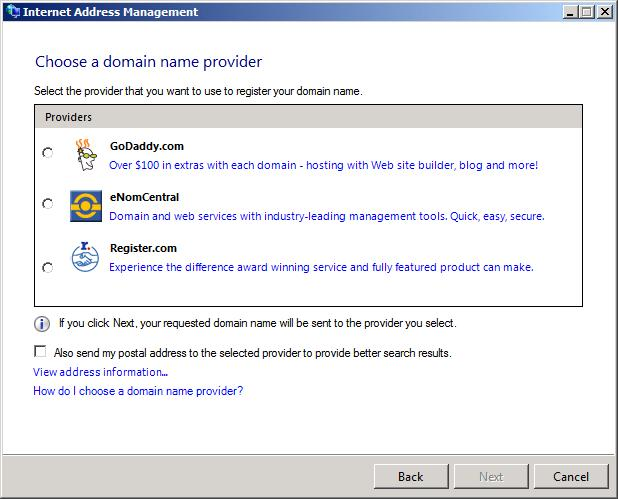 Internet Address Management
Choose a domain name provider
Select the provider that you want to use to register your domain name.
Providers
GoDaddy.com
Over $100 in extras with each domain - hosting with Web site builder, blog and more!
eNomCentral
Domain and web services with industry-leading management tools. Quick, easy, secure.
r.
Register.com
Experience the difference award winning service and fully featured product can make.
If you click Next, your requested domain name will be sent to the provider you select.
Also send my postal address to the selected provider to provide better search results.
View address information...
How do I choose a domain name provider?
Back
Next
Cancel